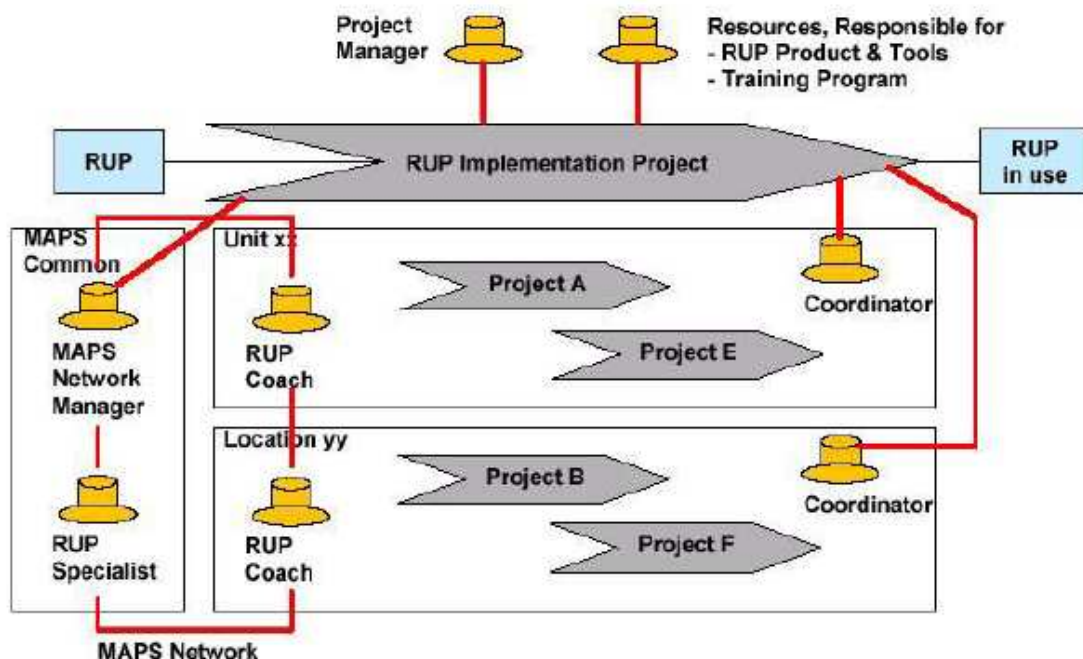 Project
Manager
Resources, Responsible for
- RUP Product & Tools
- Training Program
RUP
RUP Implementation Project
RUP
in use
MAPS
Common
MAPS
Network
Manager
RUP
Specialist
Unit xx
RUP
Coach
Project A
Project E
Coordinator
Location yy
RUP
Coach
Project B
Project F
Coordinator
MAPS Network